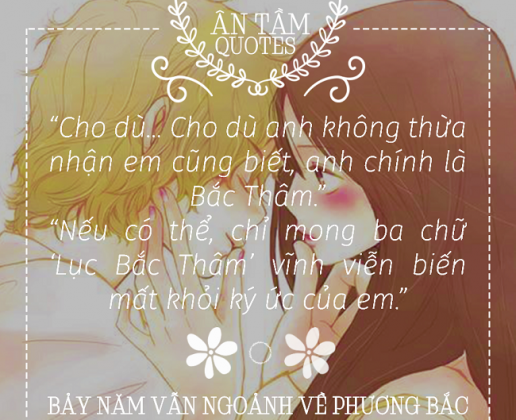 ÂN TẦM
QUOTES
“Cho dù... Cho dù anh không thừa
nhận em cũng biết, anh chính là
Bắc Thâm.”
“Nếu có thể, chỉ mong ba chữ
‘Lục Bắc Thâm’ vĩnh viễn biến
mất khỏi ký ức của em.”
BẢY NĂM VẪN NGOẢNH VỀ PHƯƠNG BẮC